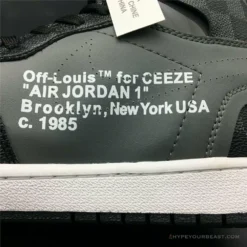 Off-Louis™ for CEEZE
"AIR JORDAN 1"
Brooklyn, New York USA
c. 1985